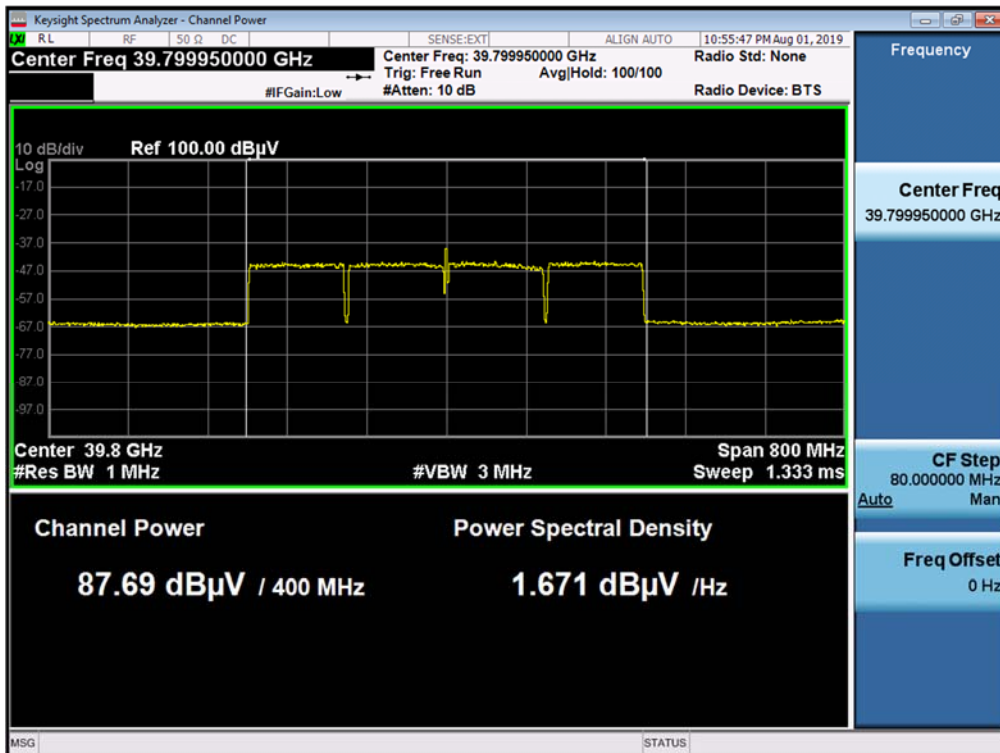 Keysight Spectrum Analyzer - Channel Power
LXI RL RF 50 Ω DC SENSE:EXT ALIGN AUTO 10:55:47 PM Aug 01, 2019
Center Freq 39.799950000 GHz
Center Freq: 39.799950000 GHz Radio Std: None
Trig: Free Run Avg|Hold: 100/100
#IFGain:Low #Atten: 10 dB Radio Device: BTS
10 dB/div Ref 100.00 dBµV
Log
-17.0
-27.0
-37.0
-47.0
-57.0
-67.0
-77.0
-87.0
-97.0
Center 39.8 GHz Span 800 MHz
#Res BW 1 MHz #VBW 3 MHz Sweep 1.333 ms
Channel Power Power Spectral Density
87.69 dBµV / 400 MHz 1.671 dBµV /Hz
Frequency
Center Freq
39.799950000 GHz
CF Step
80.000000 MHz
Auto Man
Freq Offset
0 Hz
MSG STATUS